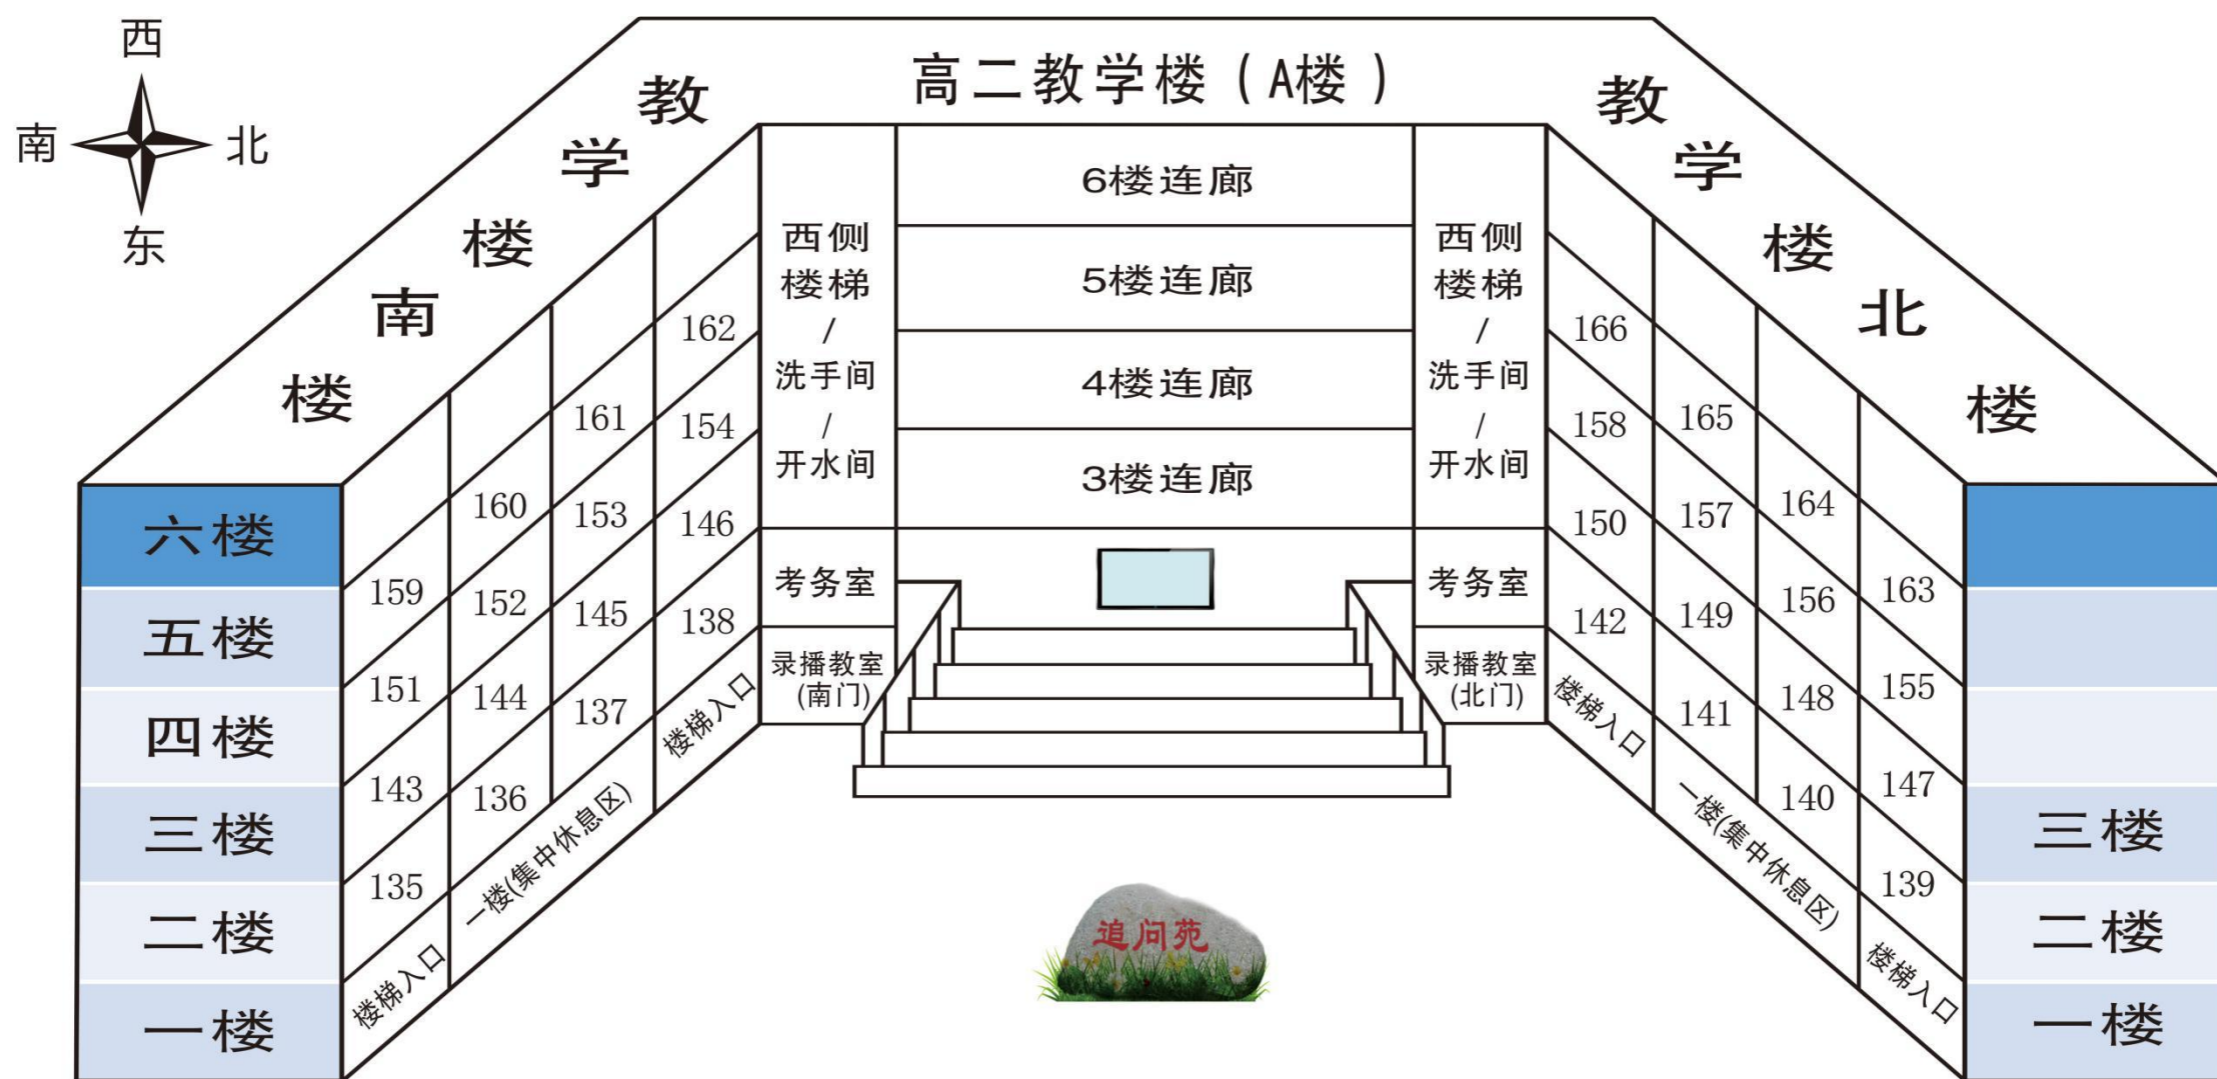 西
南
北
东
高二教学楼（A楼）
教学楼南楼
教学楼北楼
6楼连廊
5楼连廊
4楼连廊
3楼连廊
西侧
楼梯
/
洗手间
/
开水间
考务室
录播教室
(南门)
西侧
楼梯
/
洗手间
/
开水间
考务室
录播教室
(北门)
六楼
五楼
四楼
三楼
二楼
一楼
159
160
161
162
151
152
153
154
143
144
145
146
135
136
137
138
楼梯入口
一楼(集中休息区)
楼梯入口
166
165
164
163
158
157
156
155
150
149
148
147
142
141
140
139
楼梯入口
一楼(集中休息区)
楼梯入口
三楼
二楼
一楼
追问苑